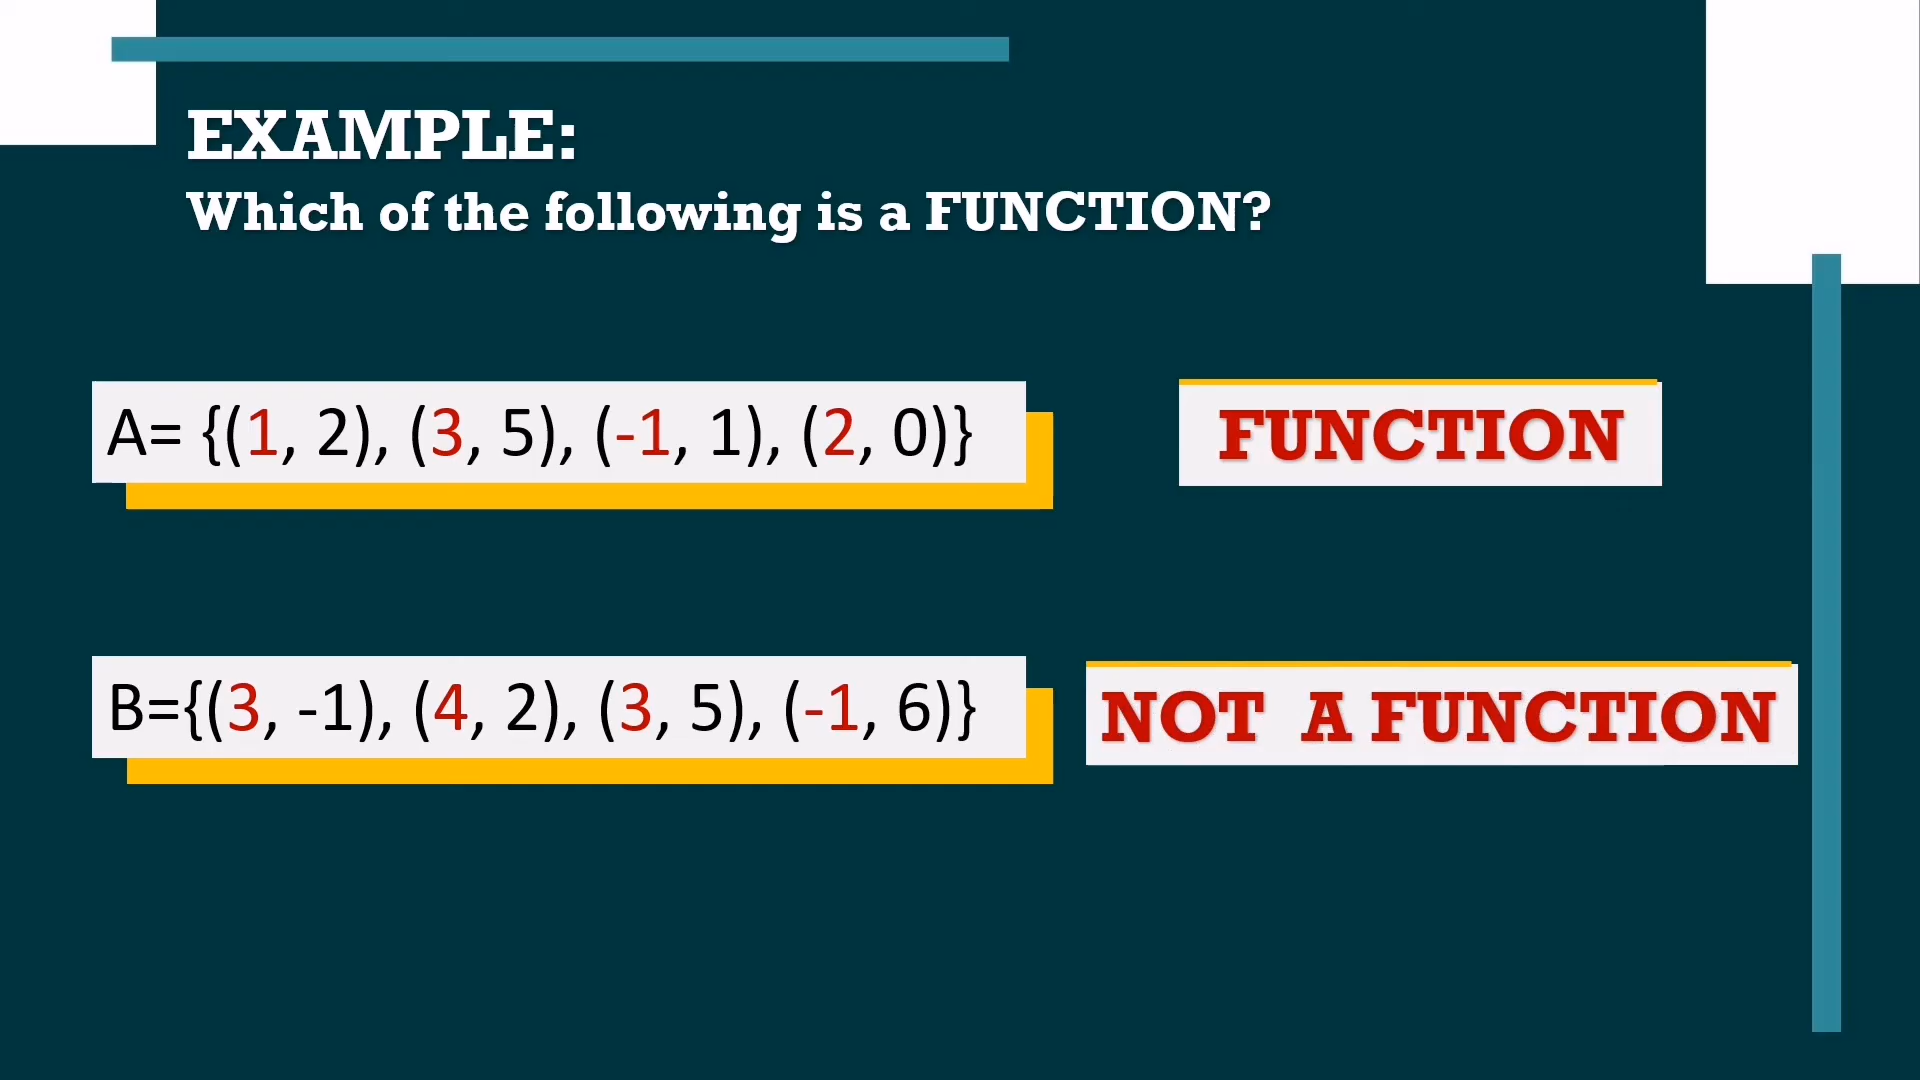 EXAMPLE:
Which of the following is a FUNCTION?
A= {(1, 2), (3, 5), (-1, 1), (2, 0)}
FUNCTION
B={(3, -1), (4, 2), (3, 5), (-1, 6)}
NOT A FUNCTION